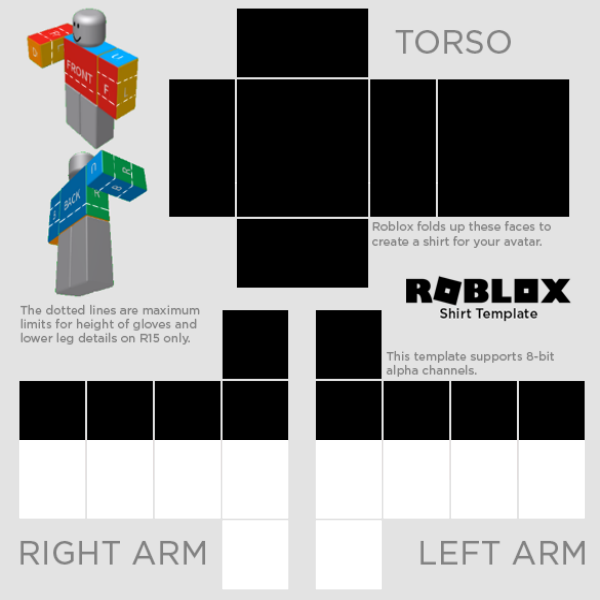 TORSO
D R
U
FRONT F L
U
B
BACK R
Roblox folds up these faces to
create a shirt for your avatar.
ROBLOX
Shirt Template
The dotted lines are maximum
limits for height of gloves and
lower leg details on R15 only.
This template supports 8-bit
alpha channels.
RIGHT ARM
LEFT ARM